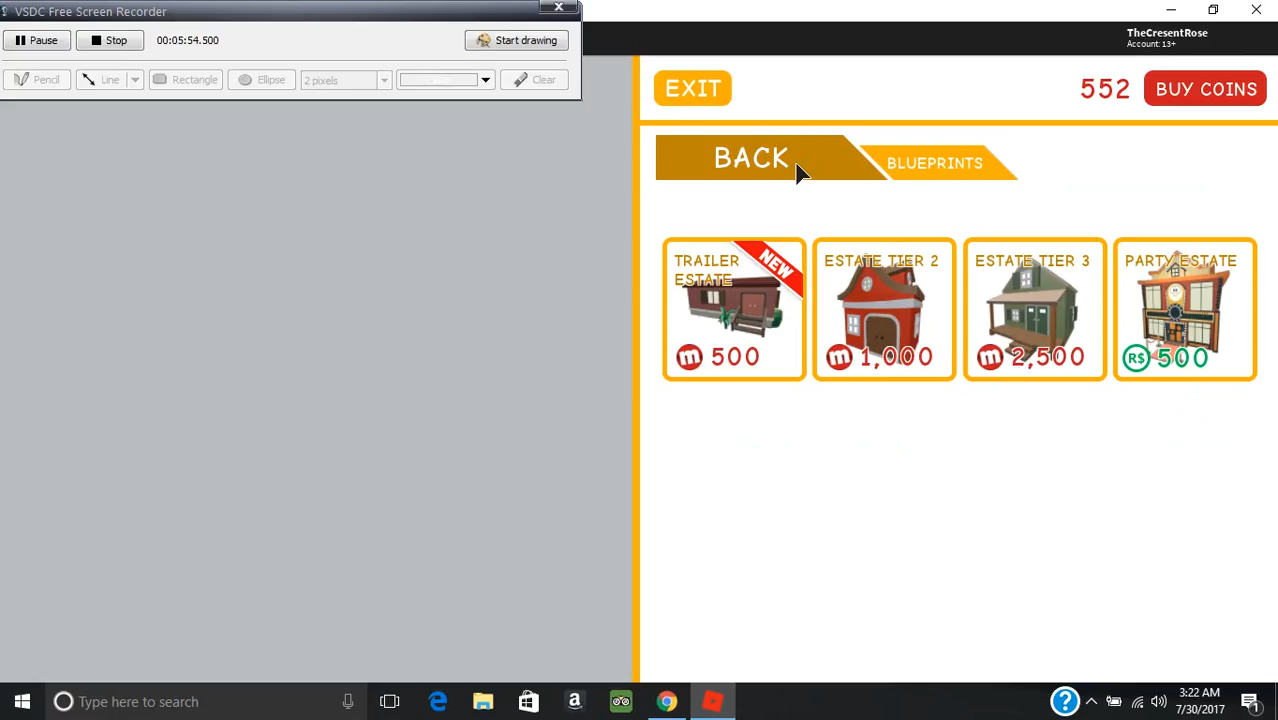 VSDC Free Screen Recorder
Pause
Stop
00:05:54.500
Start drawing
Pencil
Line
Rectangle
Ellipse
2 pixels
Clear
TheCresentRose
Account: 13+
EXIT
552
BUY COINS
BACK
BLUEPRINTS
TRAILER
ESTATE
NEW
m 500
ESTATE TIER 2
m 1,000
ESTATE TIER 3
m 2,500
PARTY ESTATE
R$ 500
Type here to search
3:22 AM
7/30/2017